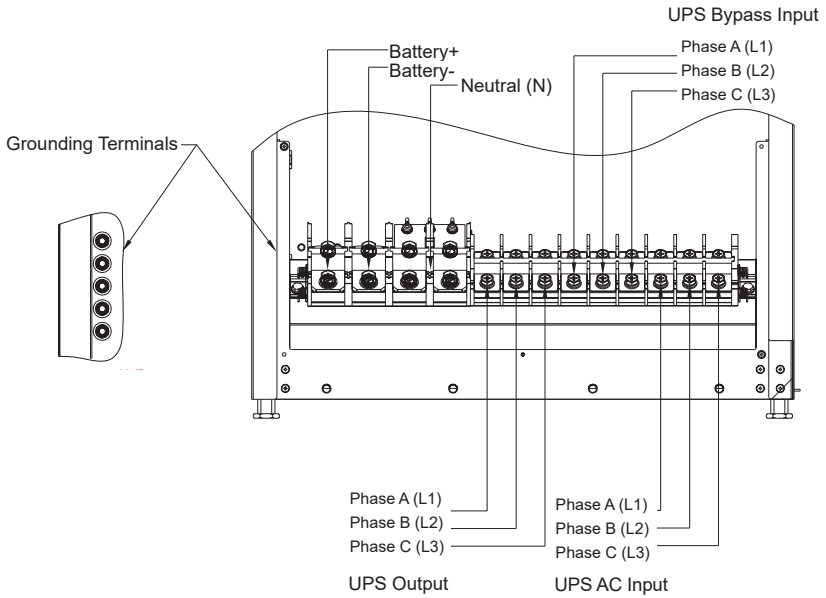 UPS Bypass Input
Phase A (L1)
Phase B (L2)
Phase C (L3)
Battery+
Battery-
Neutral (N)
Grounding Terminals
Phase A (L1)
Phase B (L2)
Phase C (L3)
UPS Output
Phase A (L1)
Phase B (L2)
Phase C (L3)
UPS AC Input